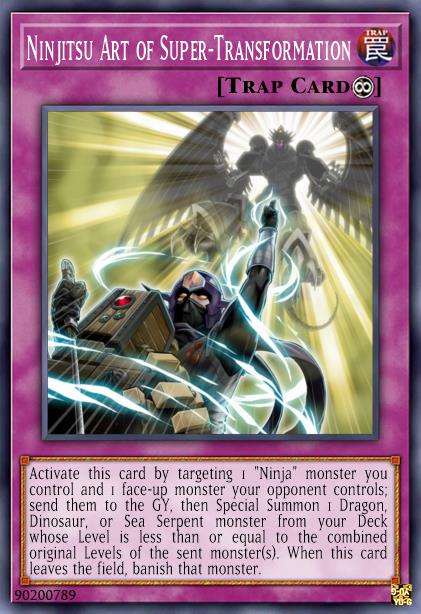 Ninjitsu Art of Super-Transformation
TRAP
罠
[Trap Card]
Activate this card by targeting 1 "Ninja" monster you
control and 1 face-up monster your opponent controls;
send them to the GY, then Special Summon 1 Dragon,
Dinosaur, or Sea Serpent monster from your Deck
whose Level is less than or equal to the combined
original Levels of the sent monster(s). When this card
leaves the field, banish that monster.
90200789